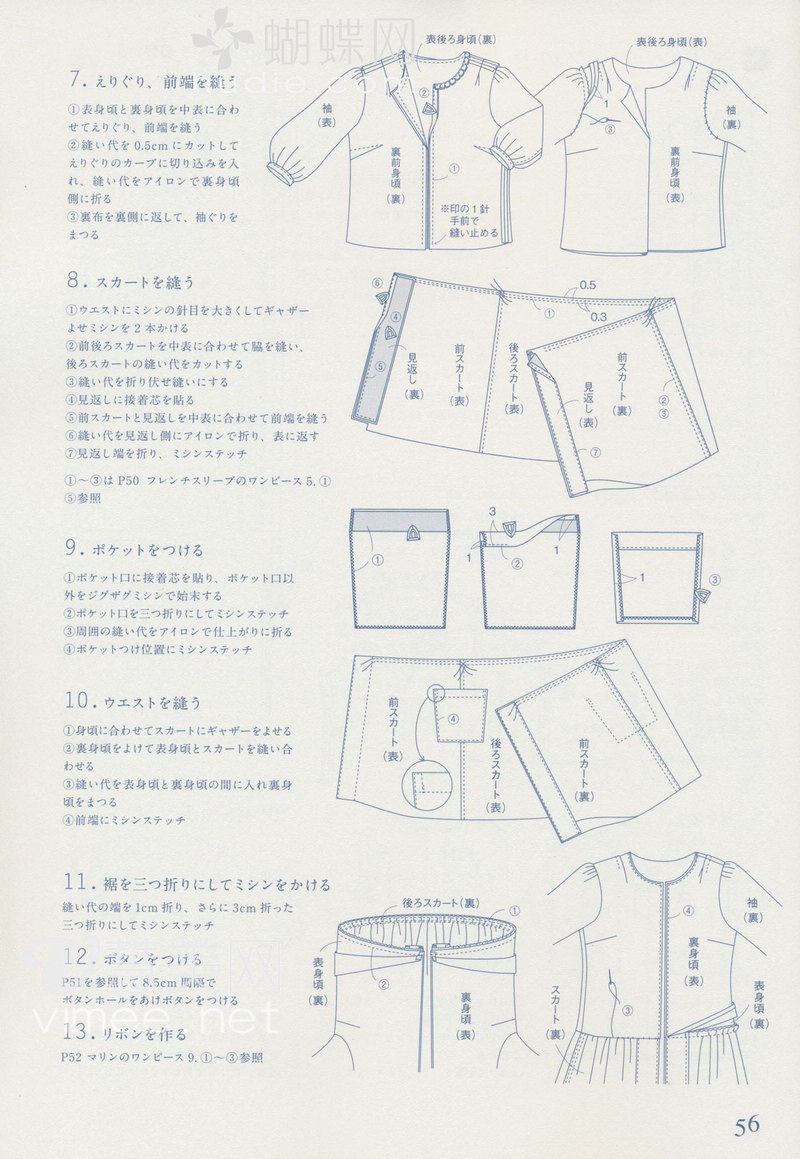 蝴蝶网
7. えりぐり、前端を縫う
①表身頃と裏身頃を中表に合わ
せてえりぐり、前端を縫う
②縫い代を 0.5cm にカットして
えりぐりのカーブに切り込みを入
れ、縫い代をアイロンで裏身頃
側に折る
③裏布を裏側に返して、袖ぐりを
まつる
表後ろ身頃(裏)
袖(表)
②
①
裏前身頃(裏)
※印の1針
手前で
縫い止める
表後ろ身頃(表)
1
③
袖(裏)
裏前身頃(表)
8. スカートを縫う
①ウエストにミシンの針目を大きくしてギャザー
よせミシンを2本かける
②前後ろスカートを中表に合わせて脇を縫い、
後ろスカートの縫い代をカットする
③縫い代を折り伏せ縫いにする
④見返しに接着芯を貼る
⑤前スカートと見返しを中表に合わせて前端を縫う
⑥縫い代を見返し側にアイロンで折り、表に返す
⑦見返し端を折り、ミシンステッチ
①～③は P50 フレンチスリーブのワンピース 5. ①
⑤参照
⑥
④
⑤
見返し(裏)
前スカート(表)
後ろスカート(表)
①
0.5
0.3
見返し(表)
前スカート(裏)
②
③
⑦
9. ポケットをつける
①ポケット口に接着芯を貼り、ポケット口以
外をジグザグミシンで始末する
②ポケット口を三つ折りにしてミシンステッチ
③周囲の縫い代をアイロンで仕上がりに折る
④ポケットつけ位置にミシンステッチ
①
3
1
②
1
1
③
10. ウエストを縫う
①身頃に合わせてスカートにギャザーをよせる
②裏身頃をよけて表身頃とスカートを縫い合
わせる
③縫い代を表身頃と裏身頃の間に入れ裏身
頃をまつる
④前端にミシンステッチ
前スカート(表)
④
後ろスカート(表)
前スカート(裏)
11. 裾を三つ折りにしてミシンをかける
縫い代の端を1cm折り、さらに3cm折った
三つ折りにしてミシンステッチ
12. ボタンをつける
P51を参照して8.5cm間隔で
ボタンホールをあけボタンをつける
13. リボンを作る
P52 マリンのワンピース 9. ①～③参照
後ろスカート(裏)
①
②
表身頃(裏)
裏身頃(表)
④
袖(裏)
裏身頃(表)
③
スカート(裏)
表身頃(裏)
vimee.net
56